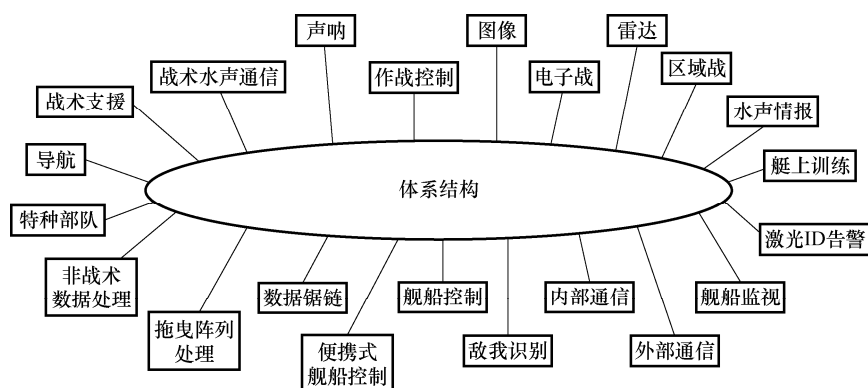 声呐
图像
雷达
战术水声通信
作战控制
电子战
区域战
战术支援
水声情报
导航
艇上训练
体系结构
特种部队
激光ID告警
非战术
数据处理
数据锯链
舰船控制
内部通信
舰船监视
拖曳阵列
处理
便携式
舰船控制
敌我识别
外部通信